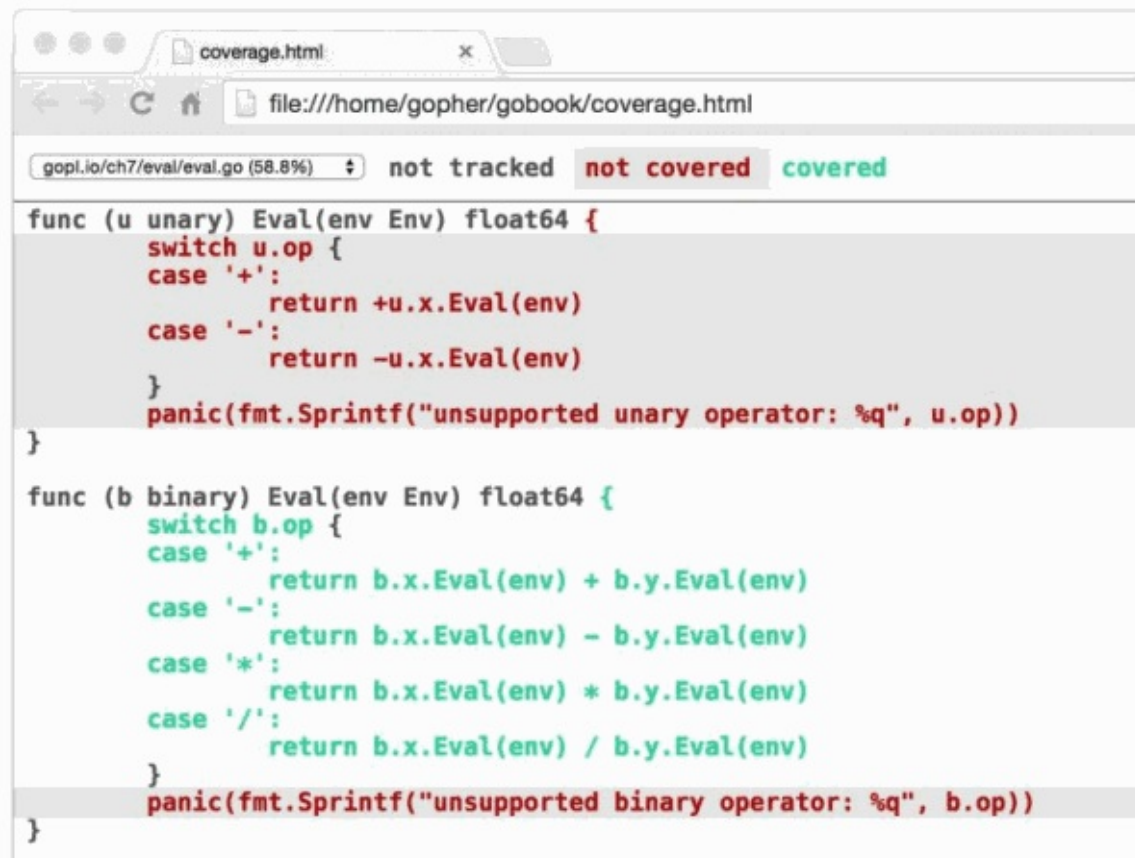 coverage.html ×
file:///home/gopher/gobook/coverage.html
gopl.io/ch7/eval/eval.go (58.8%) not tracked not covered covered
func (u unary) Eval(env Env) float64 {
        switch u.op {
        case '+':
                return +u.x.Eval(env)
        case '-':
                return -u.x.Eval(env)
        }
        panic(fmt.Sprintf("unsupported unary operator: %q", u.op))
}

func (b binary) Eval(env Env) float64 {
        switch b.op {
        case '+':
                return b.x.Eval(env) + b.y.Eval(env)
        case '-':
                return b.x.Eval(env) - b.y.Eval(env)
        case '*':
                return b.x.Eval(env) * b.y.Eval(env)
        case '/':
                return b.x.Eval(env) / b.y.Eval(env)
        }
        panic(fmt.Sprintf("unsupported binary operator: %q", b.op))
}